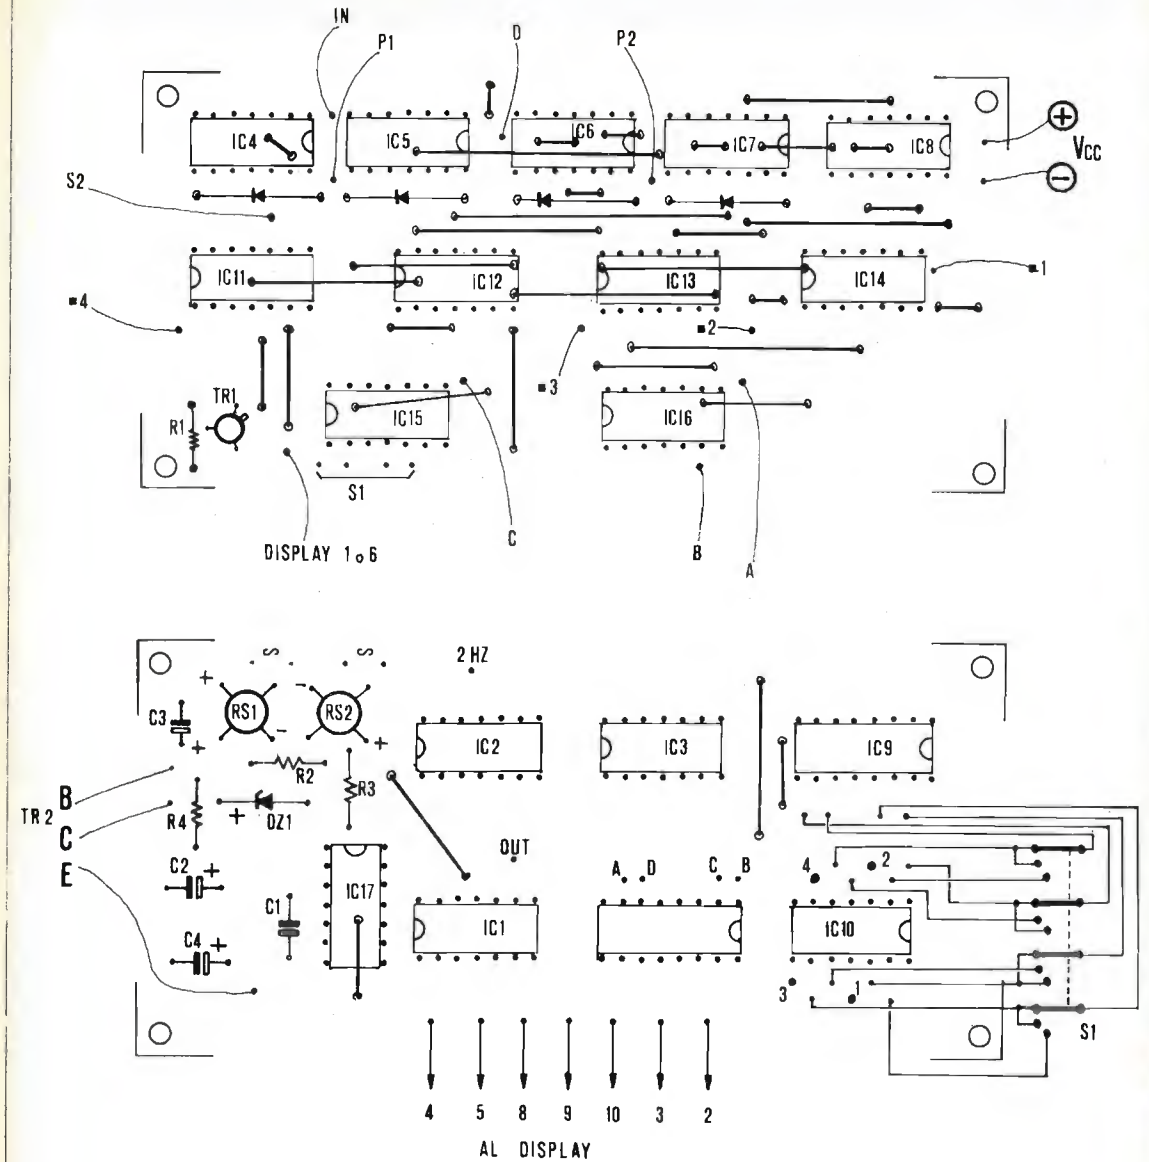 IN
D
P1
P2
+
Vcc
−
IC4
IC5
IC6
IC7
IC8
S2
IC11
IC12
IC13
IC14
■1
■4
■2
■3
TR1
R1
IC15
IC16
S1
DISPLAY 1 o 6
C
B
A
S
S
2 HZ
+
−
C3
RS1
RS2
IC2
IC3
IC9
+
−
+
R2
TR2
B
C
E
R4
+
DZ1
R3
OUT
A
D
C
B
4
2
C2
+
IC17
C1
IC1
IC10
C4
+
3
1
S1
4
5
8
9
10
3
2
AL DISPLAY